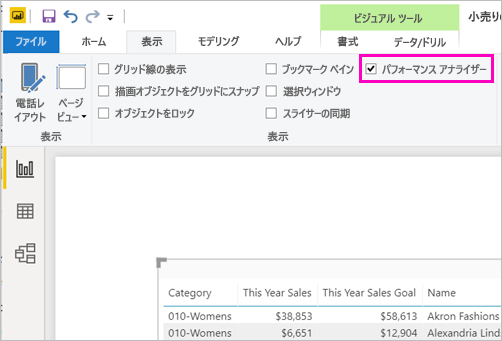 ビジュアル ツール 小売り
ファイル ホーム 表示 モデリング ヘルプ 書式 データ/ドリル
グリッド線の表示 ブックマーク ペイン パフォーマンス アナライザー
描画オブジェクトをグリッドにスナップ 選択ウィンドウ
オブジェクトをロック スライサーの同期
電話レ
イアウト
ページ
ビュー
表示 表示
Category This Year Sales This Year Sales Goal Name
010-Womens $38,853 $58,613 Akron Fashions
010-Womens $6,651 $12,904 Alexandria Lind